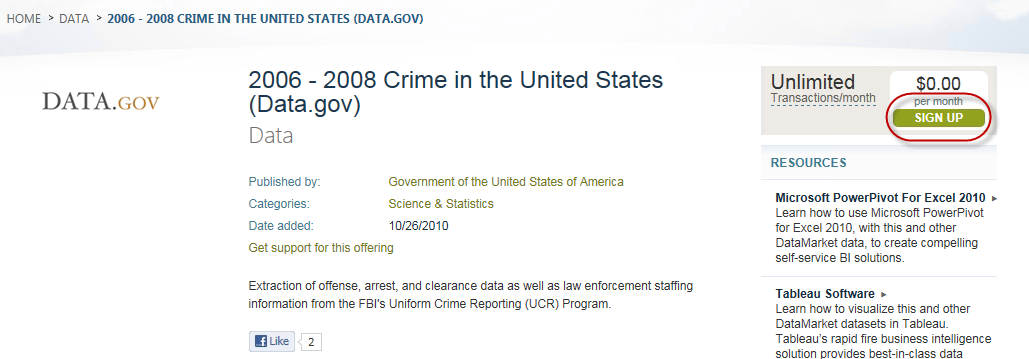 HOME > DATA > 2006 - 2008 CRIME IN THE UNITED STATES (DATA.GOV)
DATA.GOV
2006 - 2008 Crime in the United States
(Data.gov)
Data
Published by: Government of the United States of America
Categories: Science & Statistics
Date added: 10/26/2010
Get support for this offering
Extraction of offense, arrest, and clearance data as well as law enforcement staffing
information from the FBI's Uniform Crime Reporting (UCR) Program.
Like 2
Unlimited
Transactions/month
$0.00
per month
SIGN UP
RESOURCES
Microsoft PowerPivot For Excel 2010
Learn how to use Microsoft PowerPivot
for Excel 2010, with this and other
DataMarket data, to create compelling
self-service BI solutions.
Tableau Software
Learn how to visualize this and other
DataMarket datasets in Tableau.
Tableau's rapid fire business intelligence
solution provides best-in-class data